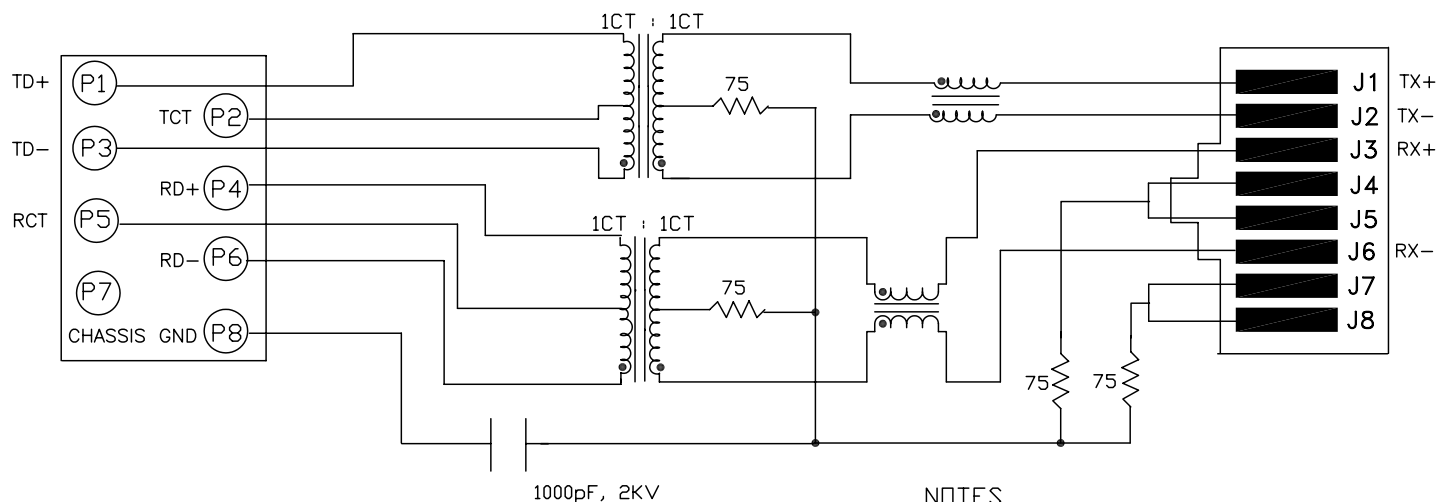 1CT : 1CT
TD+ P1 75 J1 TX+
TCT P2 J2 TX-
TD- P3 J3 RX+
RD+ P4 J4
RCT P5 1CT : 1CT J5
RD- P6 J6 RX-
P7 75 J7
CHASSIS GND P8 J8
75 75
1000pF, 2KV NOTES